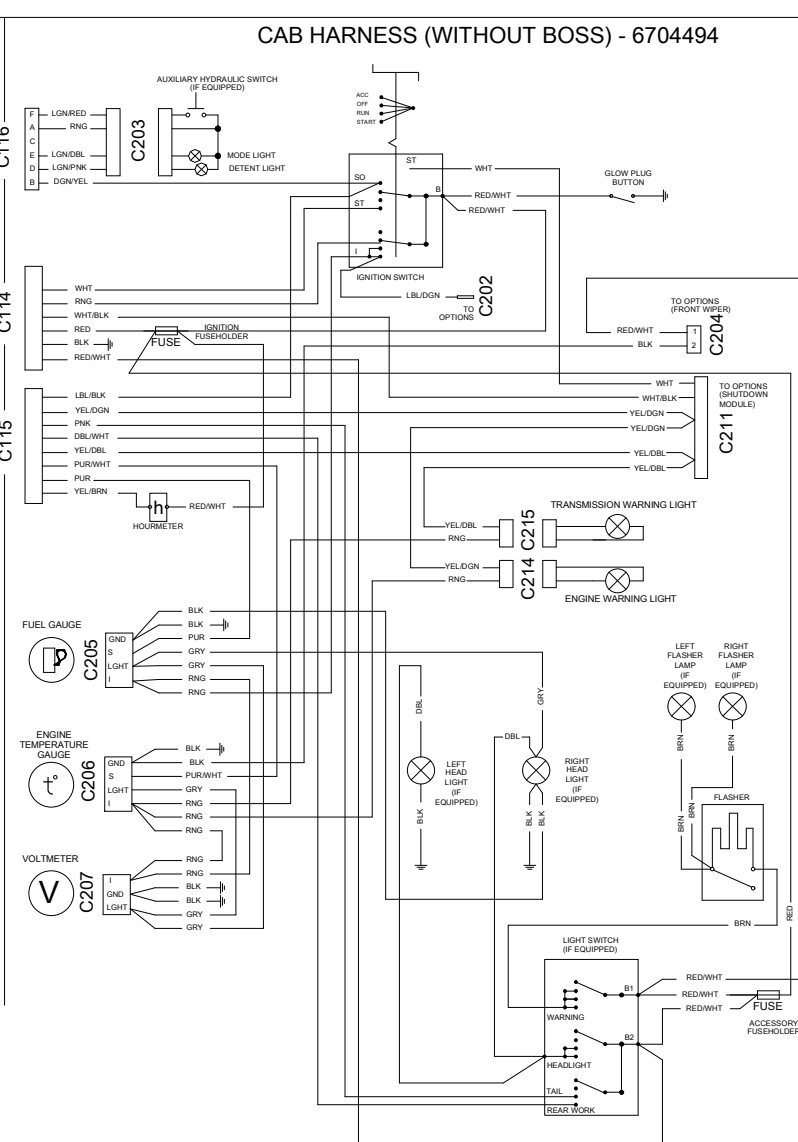 CAB HARNESS (WITHOUT BOSS) - 6704494
C116
F LGN/RED
A RNG
C
E LGN/DBL
D LGN/PNK
B DGN/YEL
C203
AUXILIARY HYDRAULIC SWITCH
(IF EQUIPPED)
MODE LIGHT
DETENT LIGHT
ACC
OFF
RUN
START
ST
SO
ST
I
B
IGNITION SWITCH
WHT
RED/WHT
RED/WHT
GLOW PLUG
BUTTON
LBL/DGN
TO
OPTIONS
C202
TO OPTIONS
(FRONT WIPER)
RED/WHT 1
BLK 2
C204
C114
WHT
RNG
WHT/BLK
RED
BLK
RED/WHT
FUSE
IGNITION
FUSEHOLDER
C115
LBL/BLK
YEL/DGN
PNK
DBL/WHT
YEL/DBL
PUR/WHT
PUR
YEL/BRN
h
HOURMETER
RED/WHT
WHT
WHT/BLK
YEL/DGN
YEL/DGN
YEL/DBL
YEL/DBL
C211
TO OPTIONS
(SHUTDOWN
MODULE)
TRANSMISSION WARNING LIGHT
YEL/DBL
RNG
C215
YEL/DGN
RNG
C214
ENGINE WARNING LIGHT
FUEL GAUGE
C205
GND
S
LGHT
I
BLK
BLK
PUR
GRY
GRY
RNG
RNG
ENGINE
TEMPERATURE
GAUGE
t°
C206
GND
S
LGHT
I
BLK
BLK
PUR/WHT
GRY
RNG
RNG
RNG
VOLTMETER
V
C207
I
GND
LGHT
RNG
RNG
BLK
BLK
GRY
GRY
DBL
LEFT
HEAD
LIGHT
(IF
EQUIPPED)
BLK
GRY
DBL
RIGHT
HEAD
LIGHT
(IF
EQUIPPED)
BLK
BLK
LEFT
FLASHER
LAMP
(IF
EQUIPPED)
RIGHT
FLASHER
LAMP
(IF
EQUIPPED)
BRN
BRN
BRN
BRN
FLASHER
BRN
RED
LIGHT SWITCH
(IF EQUIPPED)
B1
WARNING
B2
HEADLIGHT
TAIL
REAR WORK
RED/WHT
RED/WHT
RED/WHT
FUSE
ACCESSORY
FUSEHOLDER